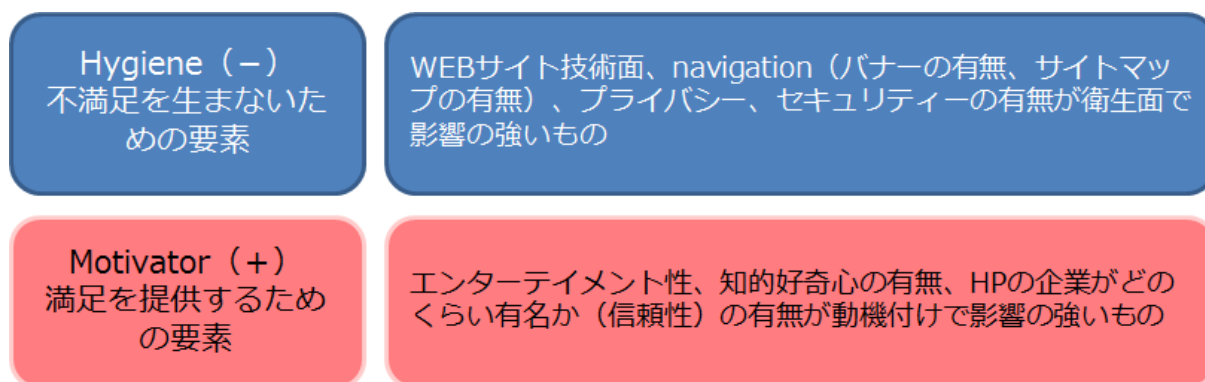 Hygiene（－）
不満足を生まないた
めの要素
WEBサイト技術面、navigation（バナーの有無、サイトマッ
プの有無）、プライバシー、セキュリティーの有無が衛生面で
影響の強いもの
Motivator（＋）
満足を提供するため
の要素
エンターテイメント性、知的好奇心の有無、HPの企業がどの
くらい有名か（信頼性）の有無が動機付けで影響の強いもの